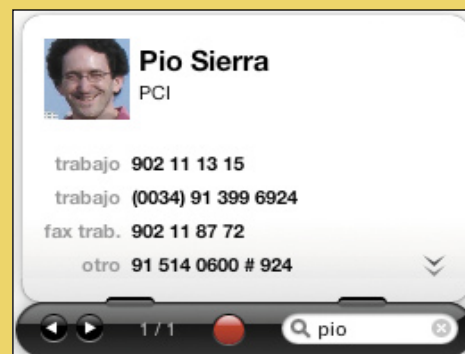 Pio Sierra
PCI
trabajo 902 11 13 15
trabajo (0034) 91 399 6924
fax trab. 902 11 87 72
otro 91 514 0600 # 924
1 / 1 pio